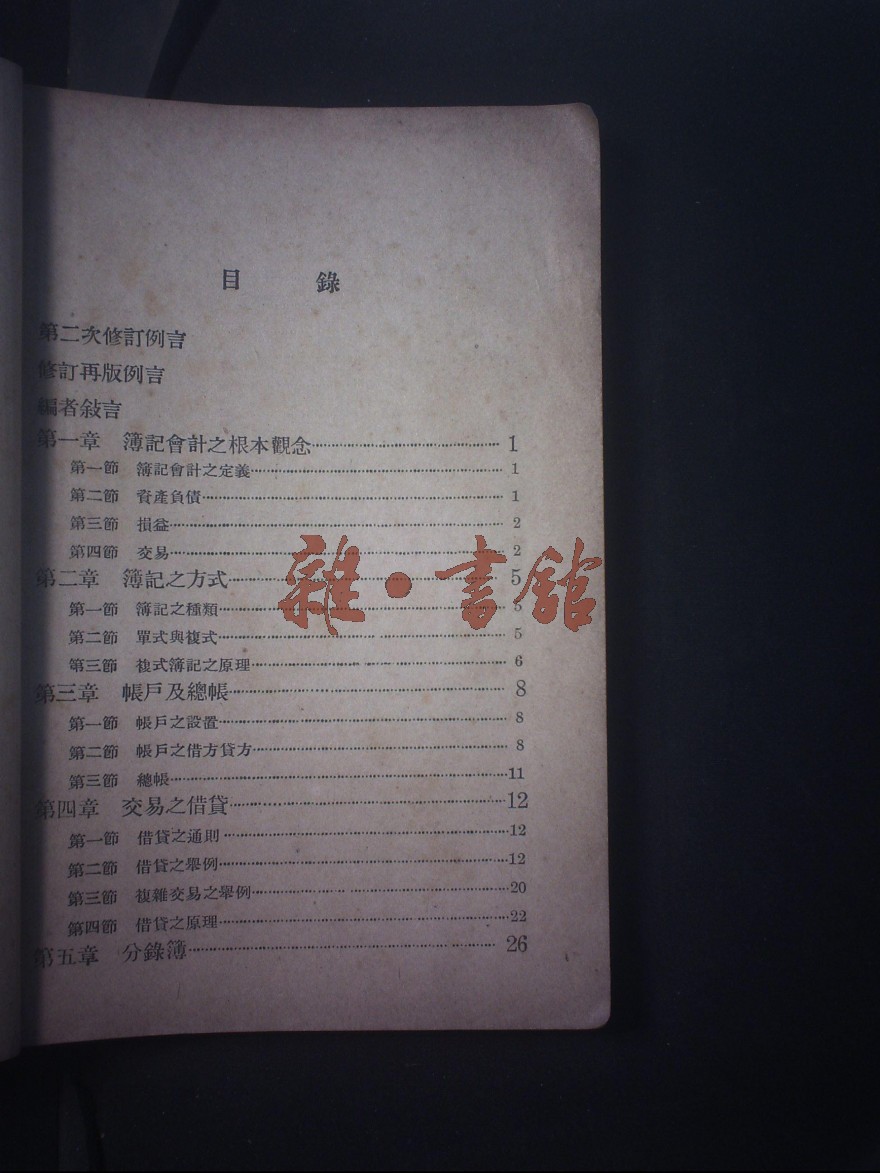 目錄
第二次修訂例言
修訂再版例言
編者敍言
第一章 簿記會計之根本觀念 1
第一節 簿記會計之定義 1
第二節 資產負債 1
第三節 損益 2
第四節 交易 2
第二章 簿記之方式 5
第一節 簿記之種類 5
第二節 單式與複式 5
第三節 複式簿記之原理 6
第三章 帳戶及總帳 8
第一節 帳戶之設置 8
第二節 帳戶之借方貸方 8
第三節 總帳 11
第四章 交易之借貸 12
第一節 借貸之通則 12
第二節 借貸之舉例 12
第三節 複雜交易之舉例 20
第四節 借貸之原理 22
第五章 分錄簿 26
雜·書館